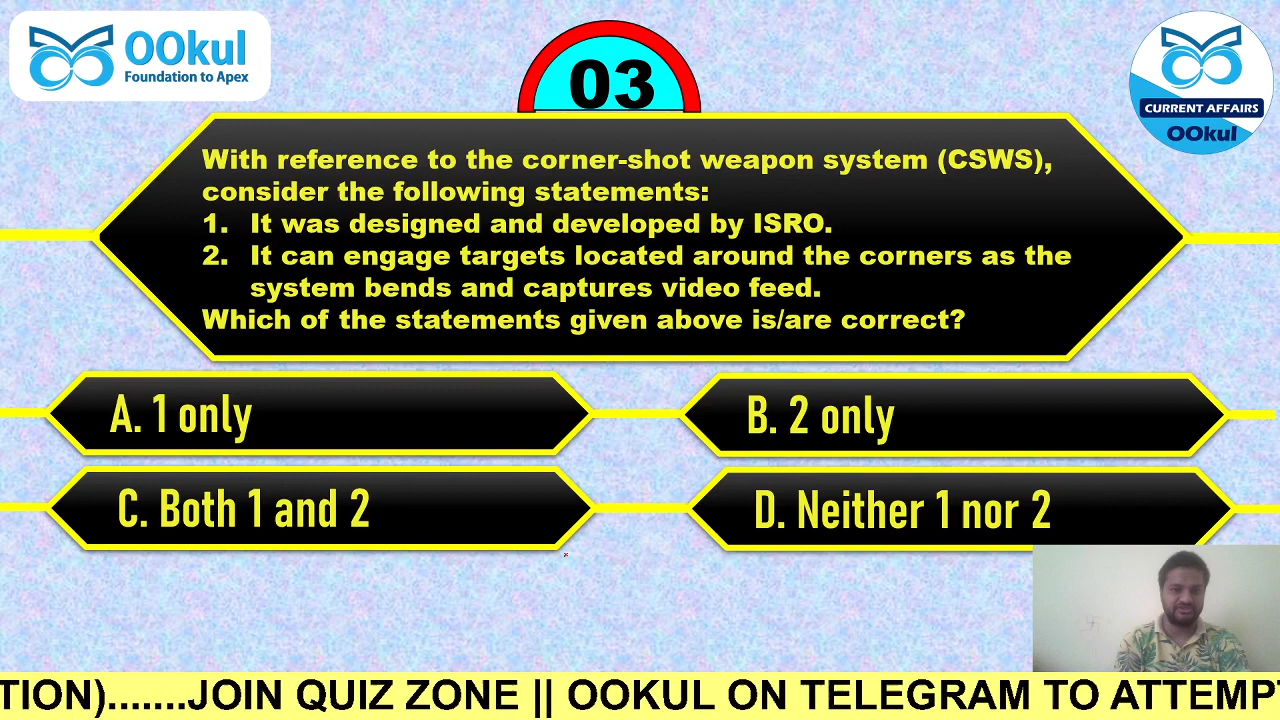 OOkul
Foundation to Apex
03
CURRENT AFFAIRS
OOkul
With reference to the corner-shot weapon system (CSWS),
consider the following statements:
1. It was designed and developed by ISRO.
2. It can engage targets located around the corners as the
system bends and captures video feed.
Which of the statements given above is/are correct?
A. 1 only
B. 2 only
C. Both 1 and 2
D. Neither 1 nor 2
TION).......JOIN QUIZ ZONE || OOKUL ON TELEGRAM TO ATTEMPT